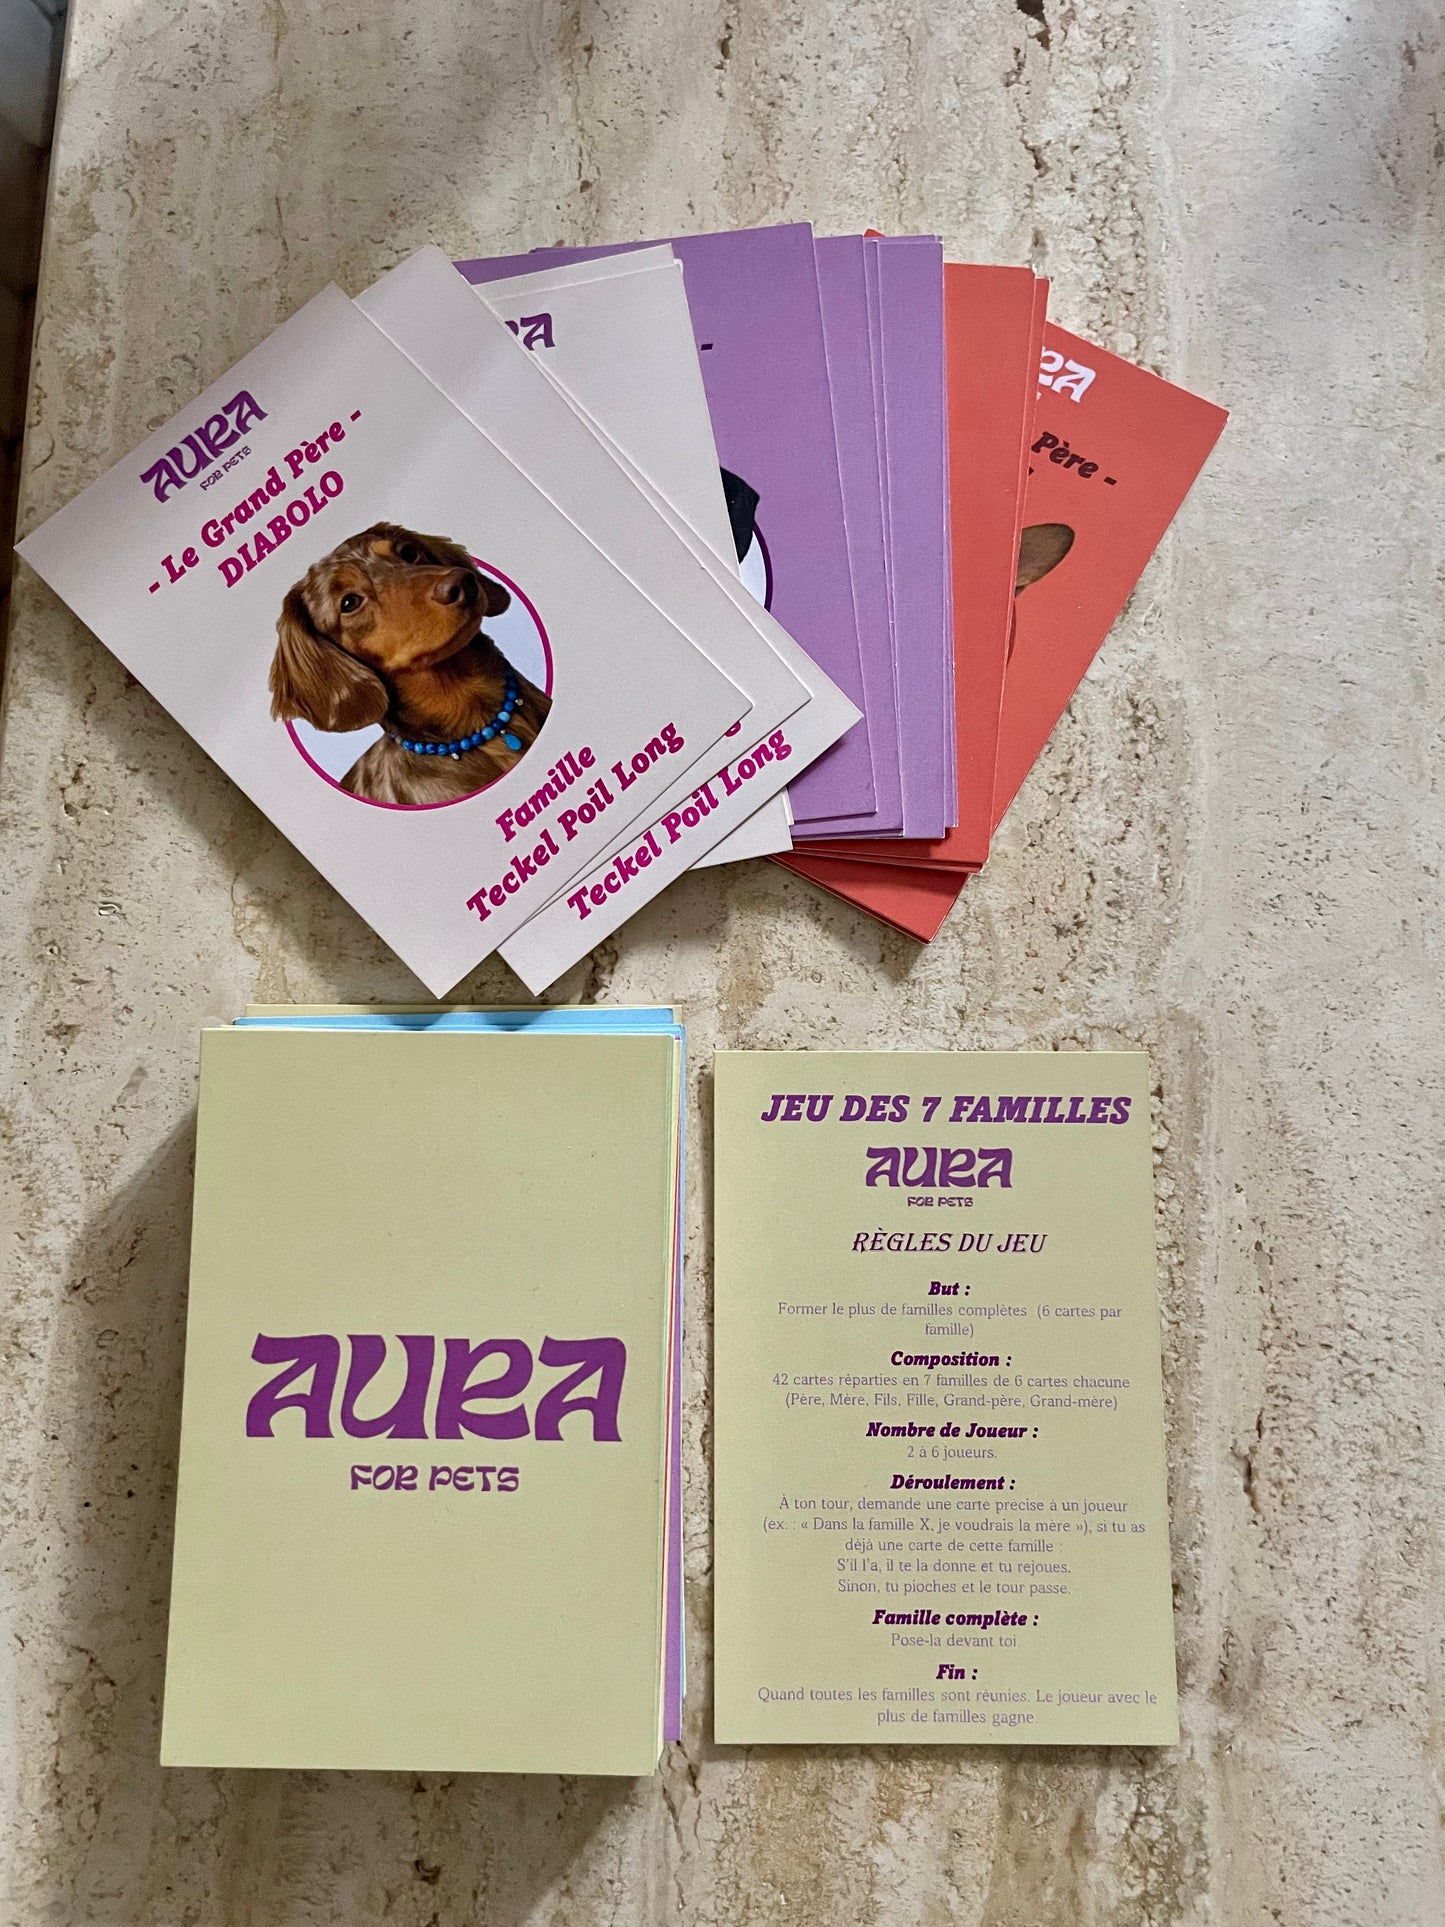 AURA
FOR PETS
- Le Grand Père -
DIABOLO
Famille
Teckel Poil Long
Teckel Poil Long
Père -
AURA
FOR PETS
JEU DES 7 FAMILLES
AURA
FOR PETS
RÈGLES DU JEU
But :
Former le plus de familles complètes (6 cartes par
famille)
Composition :
42 cartes réparties en 7 familles de 6 cartes chacune
(Père, Mère, Fils, Fille, Grand-père, Grand-mère)
Nombre de Joueur :
2 à 6 joueurs.
Déroulement :
À ton tour, demande une carte précise à un joueur
(ex. : « Dans la famille X, je voudrais la mère »), si tu as
déjà une carte de cette famille :
S'il l'a, il te la donne et tu rejoues.
Sinon, tu pioches et le tour passe.
Famille complète :
Pose-la devant toi.
Fin :
Quand toutes les familles sont réunies. Le joueur avec le
plus de familles gagne.